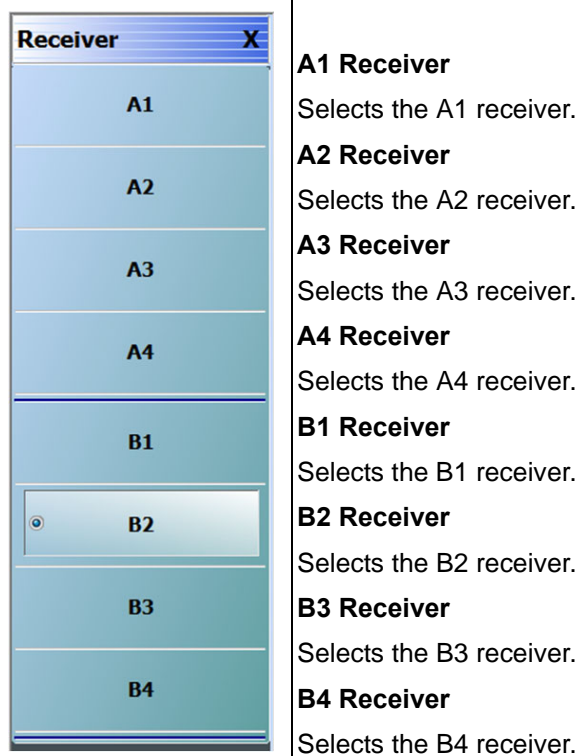 Receiver X
A1
A2
A3
A4
B1
B2
B3
B4
A1 Receiver
Selects the A1 receiver.
A2 Receiver
Selects the A2 receiver.
A3 Receiver
Selects the A3 receiver.
A4 Receiver
Selects the A4 receiver.
B1 Receiver
Selects the B1 receiver.
B2 Receiver
Selects the B2 receiver.
B3 Receiver
Selects the B3 receiver.
B4 Receiver
Selects the B4 receiver.